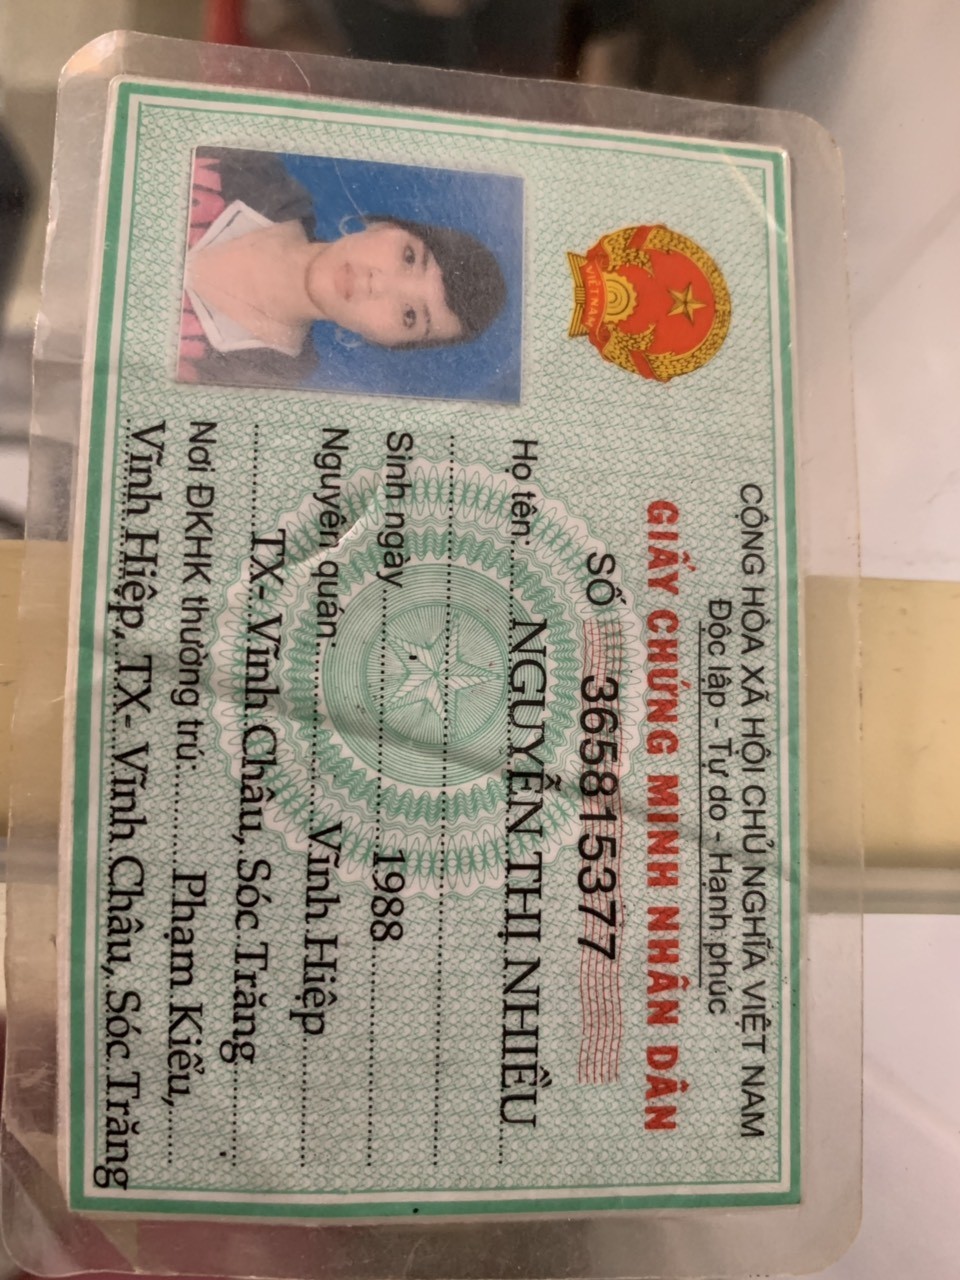 CỘNG HÒA XÃ HỘI CHỦ NGHĨA VIỆT NAM
Độc lập - Tự do - Hạnh phúc
GIẤY CHỨNG MINH NHÂN DÂN
SỐ 365815377
Họ tên: NGUYỄN THỊ NHIỀU
Sinh ngày 1988
Nguyên quán Vĩnh Hiệp
TX- Vĩnh Châu, Sóc Trăng
Nơi ĐKHK thường trú: Phạm Kiểu,
Vĩnh Hiệp, TX- Vĩnh Châu, Sóc Trăng
VIỆT NAM